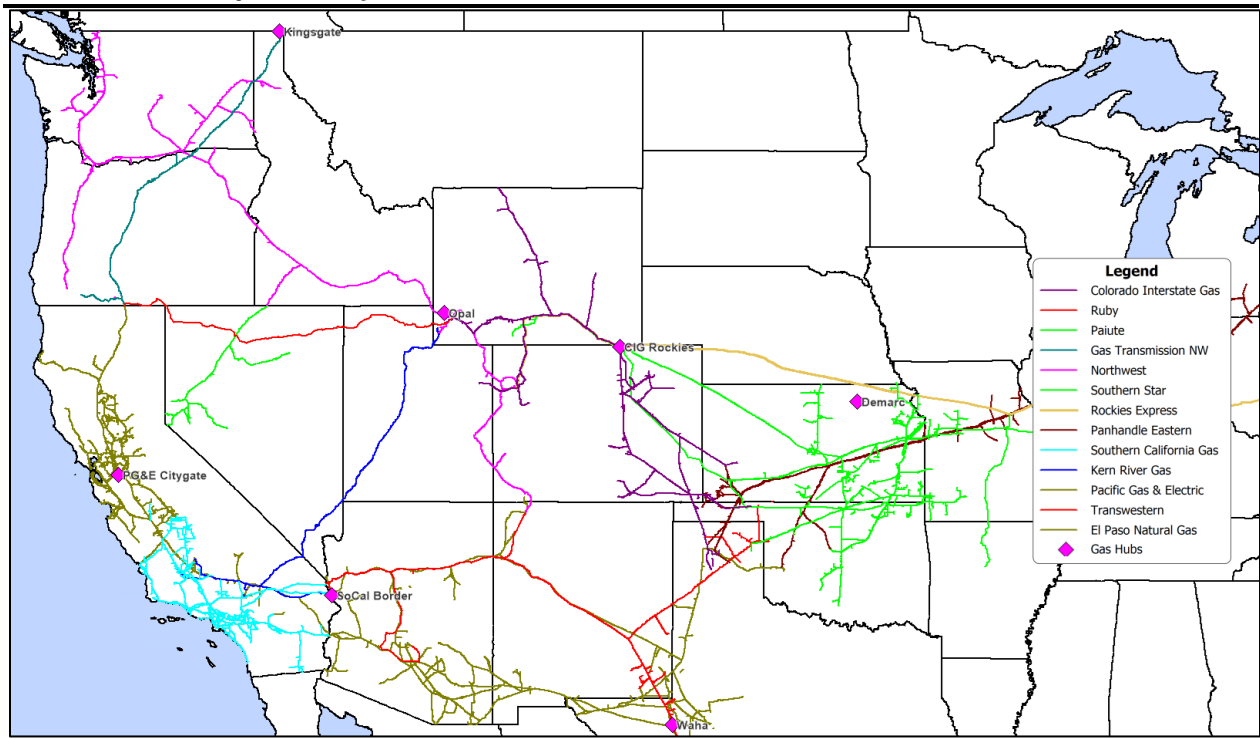 Kingsgate
Opal
CIG Rockies
Demarc
PG&E Citygate
SoCal Border
Waha
Legend
Colorado Interstate Gas
Ruby
Paiute
Gas Transmission NW
Northwest
Southern Star
Rockies Express
Panhandle Eastern
Southern California Gas
Kern River Gas
Pacific Gas & Electric
Transwestern
El Paso Natural Gas
Gas Hubs